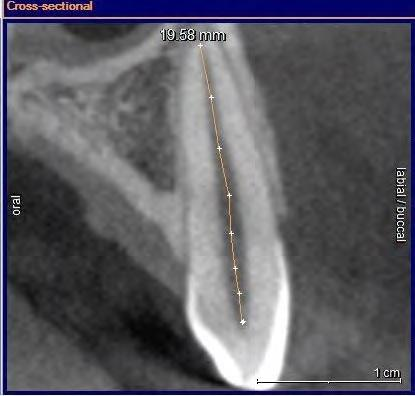 Cross-sectional
19.58 mm
oral
labial / buccal
1 cm